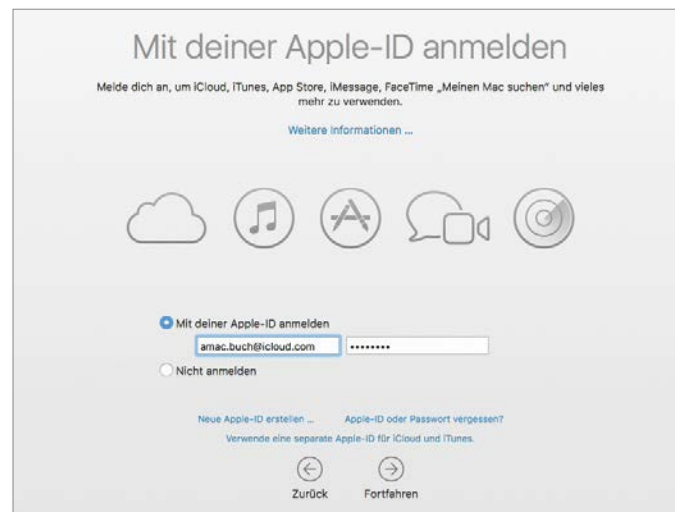 Mit deiner Apple-ID anmelden
Melde dich an, um iCloud, iTunes, App Store, iMessage, FaceTime „Meinen Mac suchen“ und vieles
mehr zu verwenden.
Weitere Informationen ...
Mit deiner Apple-ID anmelden
amac.buch@icloud.com ••••••••
Nicht anmelden
Neue Apple-ID erstellen ... Apple-ID oder Passwort vergessen?
Verwende eine separate Apple-ID für iCloud und iTunes.
Zurück Fortfahren